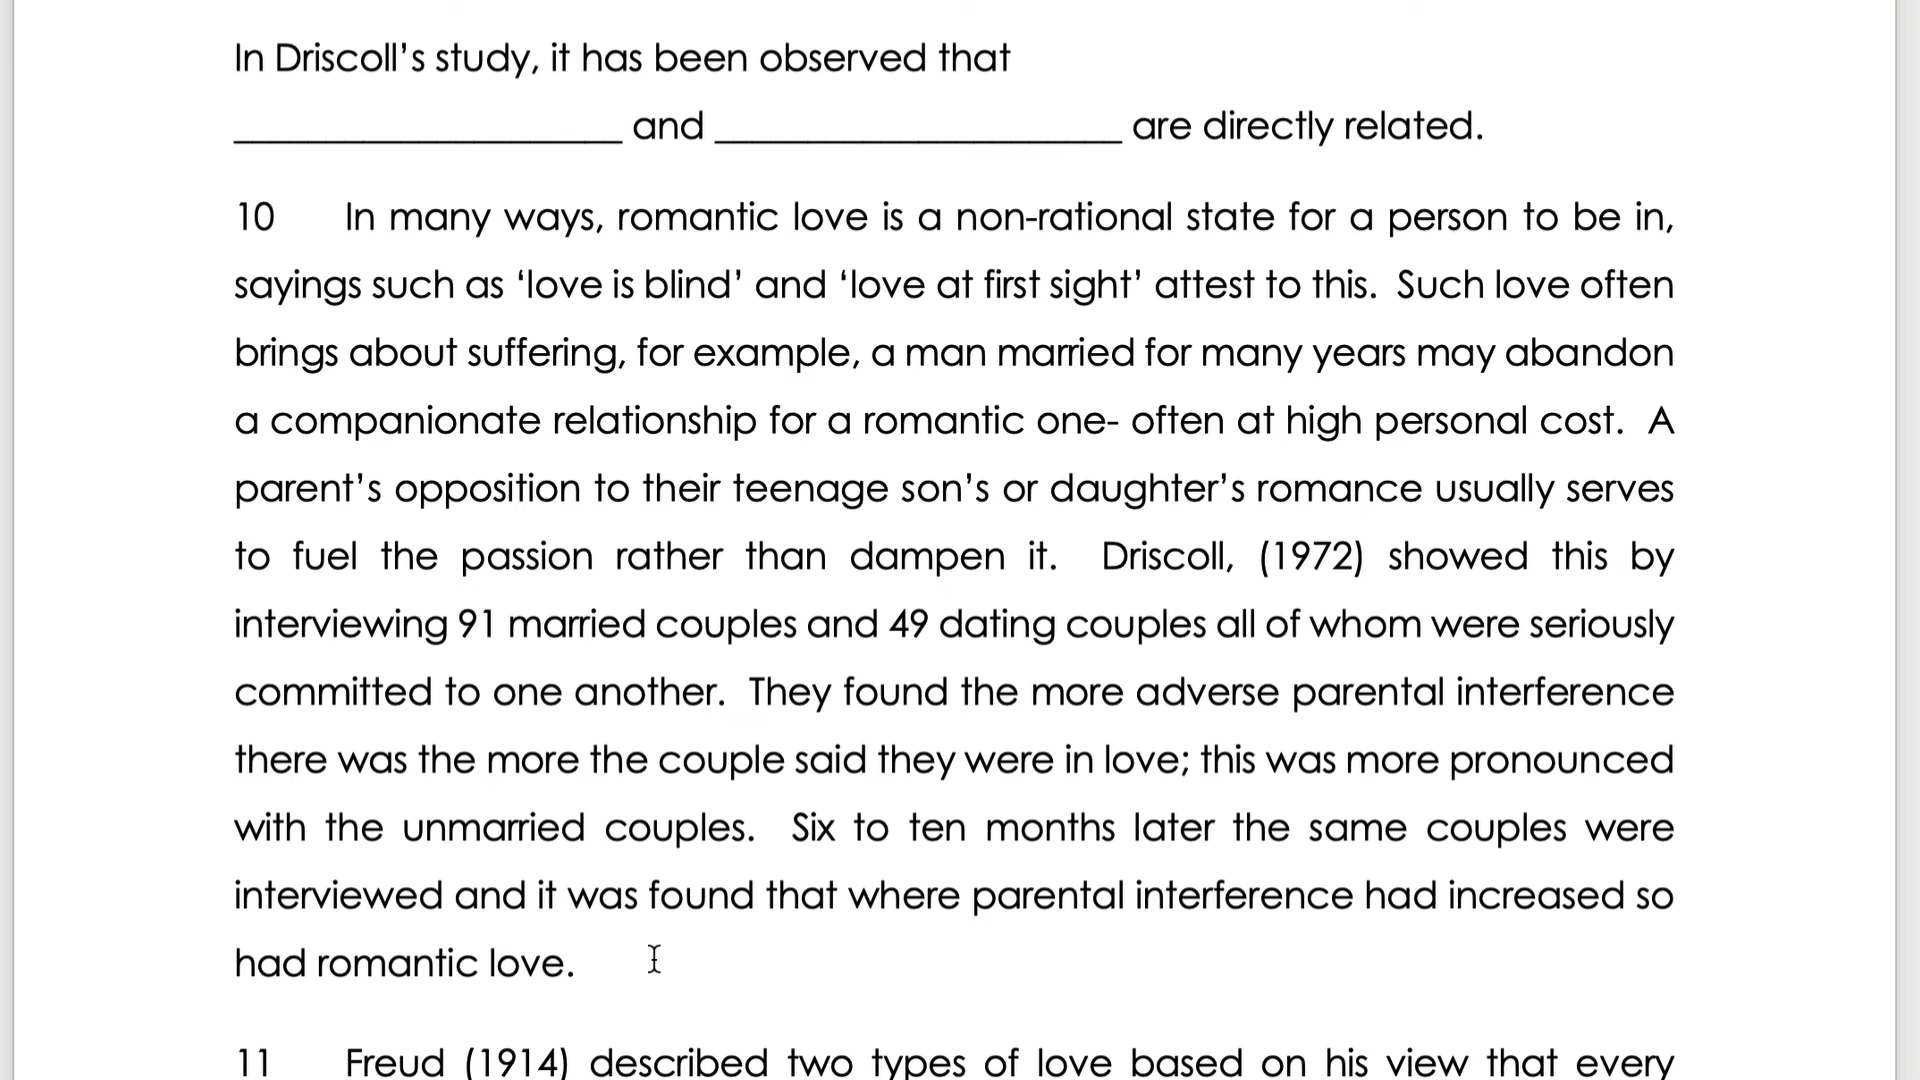 In Driscoll’s study, it has been observed that
____________________ and _____________________ are directly related.
10 In many ways, romantic love is a non-rational state for a person to be in,
sayings such as ‘love is blind’ and ‘love at first sight’ attest to this. Such love often
brings about suffering, for example, a man married for many years may abandon
a companionate relationship for a romantic one- often at high personal cost. A
parent’s opposition to their teenage son’s or daughter’s romance usually serves
to fuel the passion rather than dampen it. Driscoll, (1972) showed this by
interviewing 91 married couples and 49 dating couples all of whom were seriously
committed to one another. They found the more adverse parental interference
there was the more the couple said they were in love; this was more pronounced
with the unmarried couples. Six to ten months later the same couples were
interviewed and it was found that where parental interference had increased so
had romantic love.
11 Freud (1914) described two types of love based on his view that every